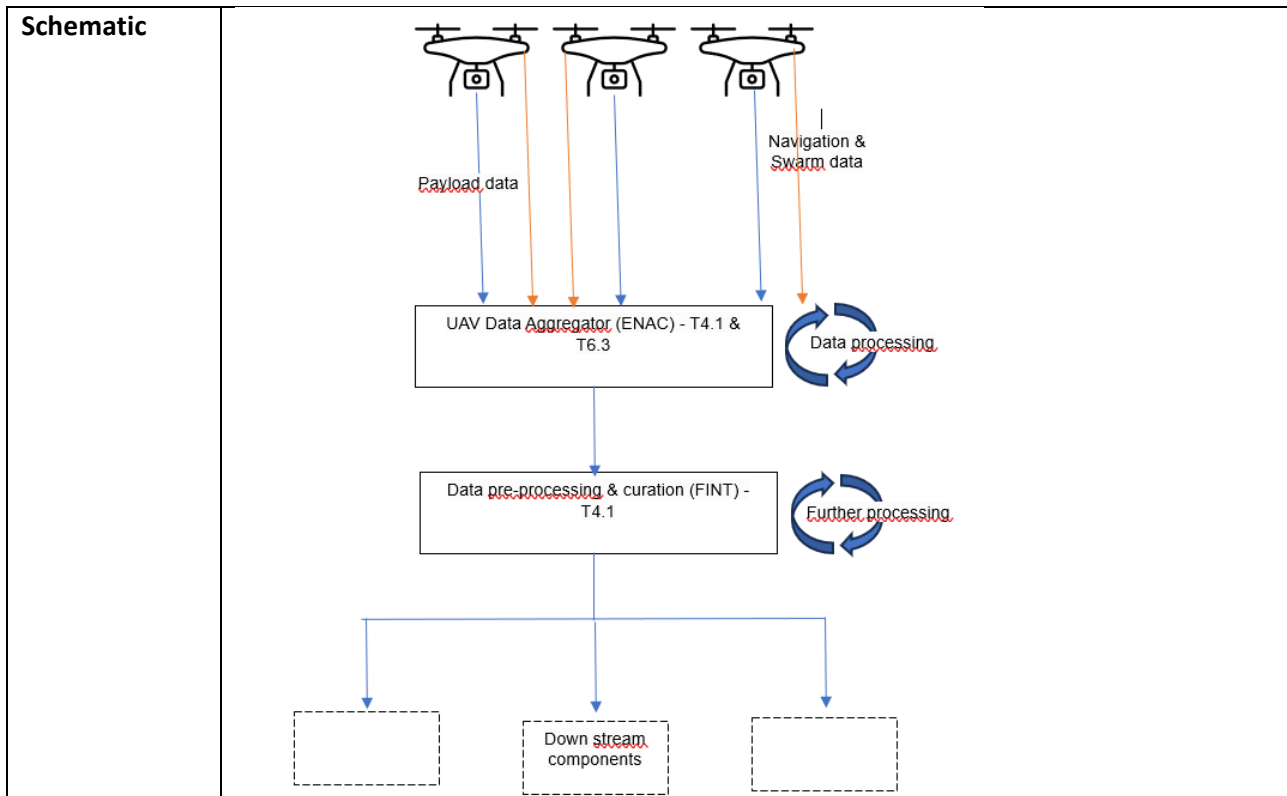 Schematic
Navigation &
Swarm data
Payload data
UAV Data Aggregator (ENAC) - T4.1 &
T6.3
Data processing
Data pre-processing & curation (FINT) -
T4.1
Further processing
Down stream
components